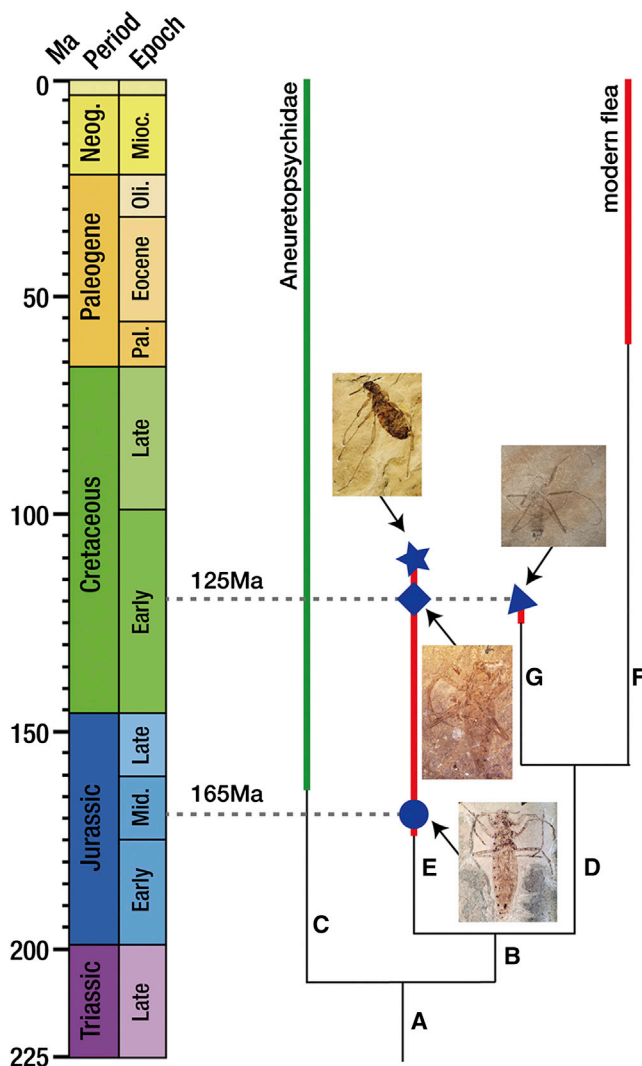 Ma
Period
Epoch
0
50
100
150
200
225
Neog.
Paleogene
Cretaceous
Jurassic
Triassic
Mioc.
Oli.
Eocene
Pal.
Late
Early
Late
Mid.
Early
Late
125Ma
165Ma
Aneuretopsychidae
modern flea
G
F
E
D
C
B
A